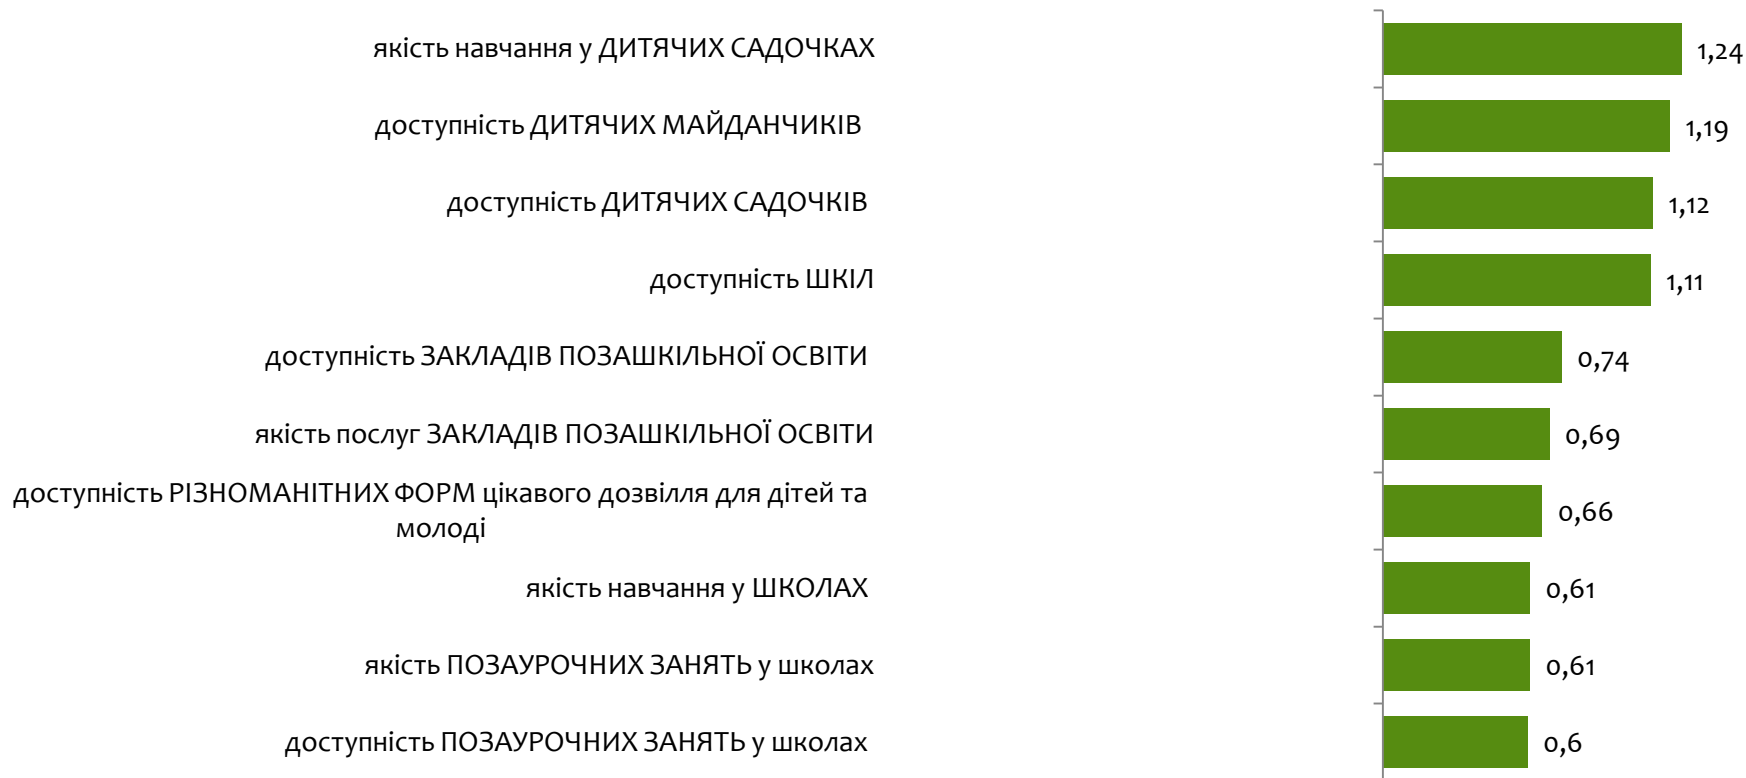 якість навчання у ДИТЯЧИХ САДОЧКАХ 1,24
доступність ДИТЯЧИХ МАЙДАНЧИКІВ 1,19
доступність ДИТЯЧИХ САДОЧКІВ 1,12
доступність ШКІЛ 1,11
доступність ЗАКЛАДІВ ПОЗАШКІЛЬНОЇ ОСВІТИ 0,74
якість послуг ЗАКЛАДІВ ПОЗАШКІЛЬНОЇ ОСВІТИ 0,69
доступність РІЗНОМАНІТНИХ ФОРМ цікавого дозвілля для дітей та
молоді 0,66
якість навчання у ШКОЛАХ 0,61
якість ПОЗАУРОЧНИХ ЗАНЯТЬ у школах 0,61
доступність ПОЗАУРОЧНИХ ЗАНЯТЬ у школах 0,6